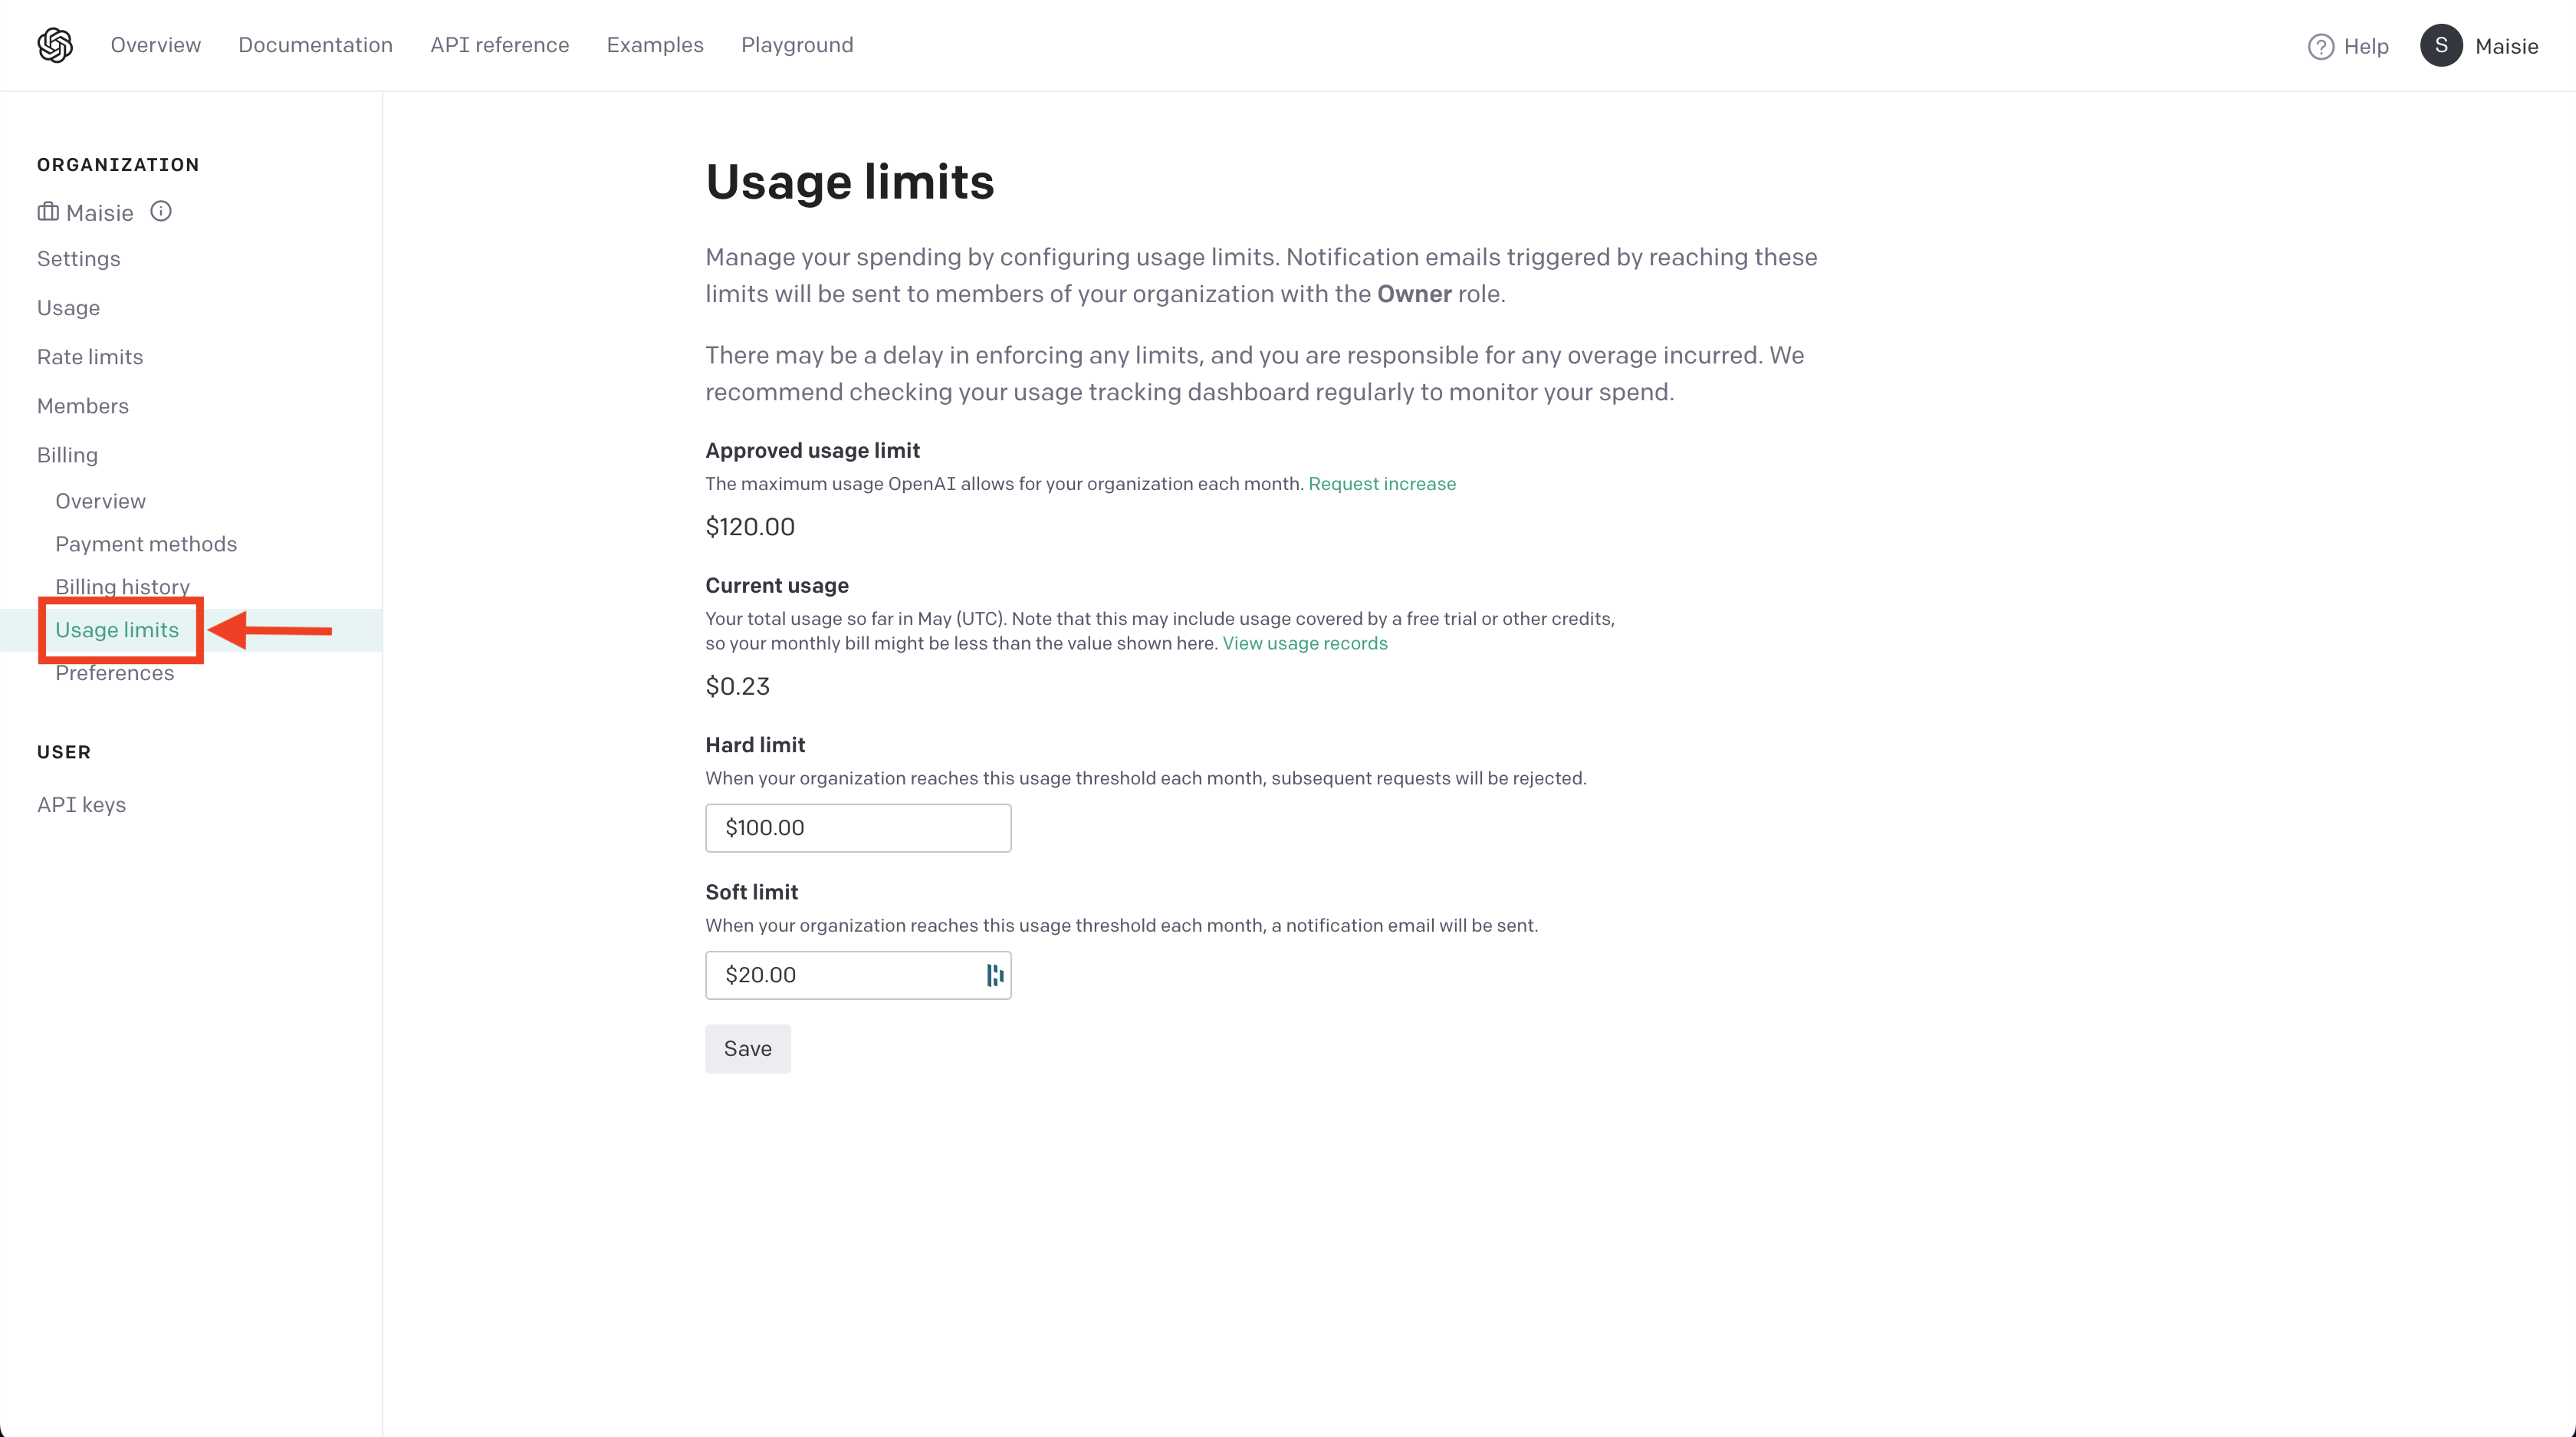 Overview Documentation API reference Examples Playground
Help S Maisie
ORGANIZATION
Maisie
Settings
Usage
Rate limits
Members
Billing
Overview
Payment methods
Billing history
Usage limits
Preferences
USER
API keys
Usage limits
Manage your spending by configuring usage limits. Notification emails triggered by reaching these
limits will be sent to members of your organization with the Owner role.
There may be a delay in enforcing any limits, and you are responsible for any overage incurred. We
recommend checking your usage tracking dashboard regularly to monitor your spend.
Approved usage limit
The maximum usage OpenAI allows for your organization each month. Request increase
$120.00
Current usage
Your total usage so far in May (UTC). Note that this may include usage covered by a free trial or other credits,
so your monthly bill might be less than the value shown here. View usage records
$0.23
Hard limit
When your organization reaches this usage threshold each month, subsequent requests will be rejected.
$100.00
Soft limit
When your organization reaches this usage threshold each month, a notification email will be sent.
$20.00
Save